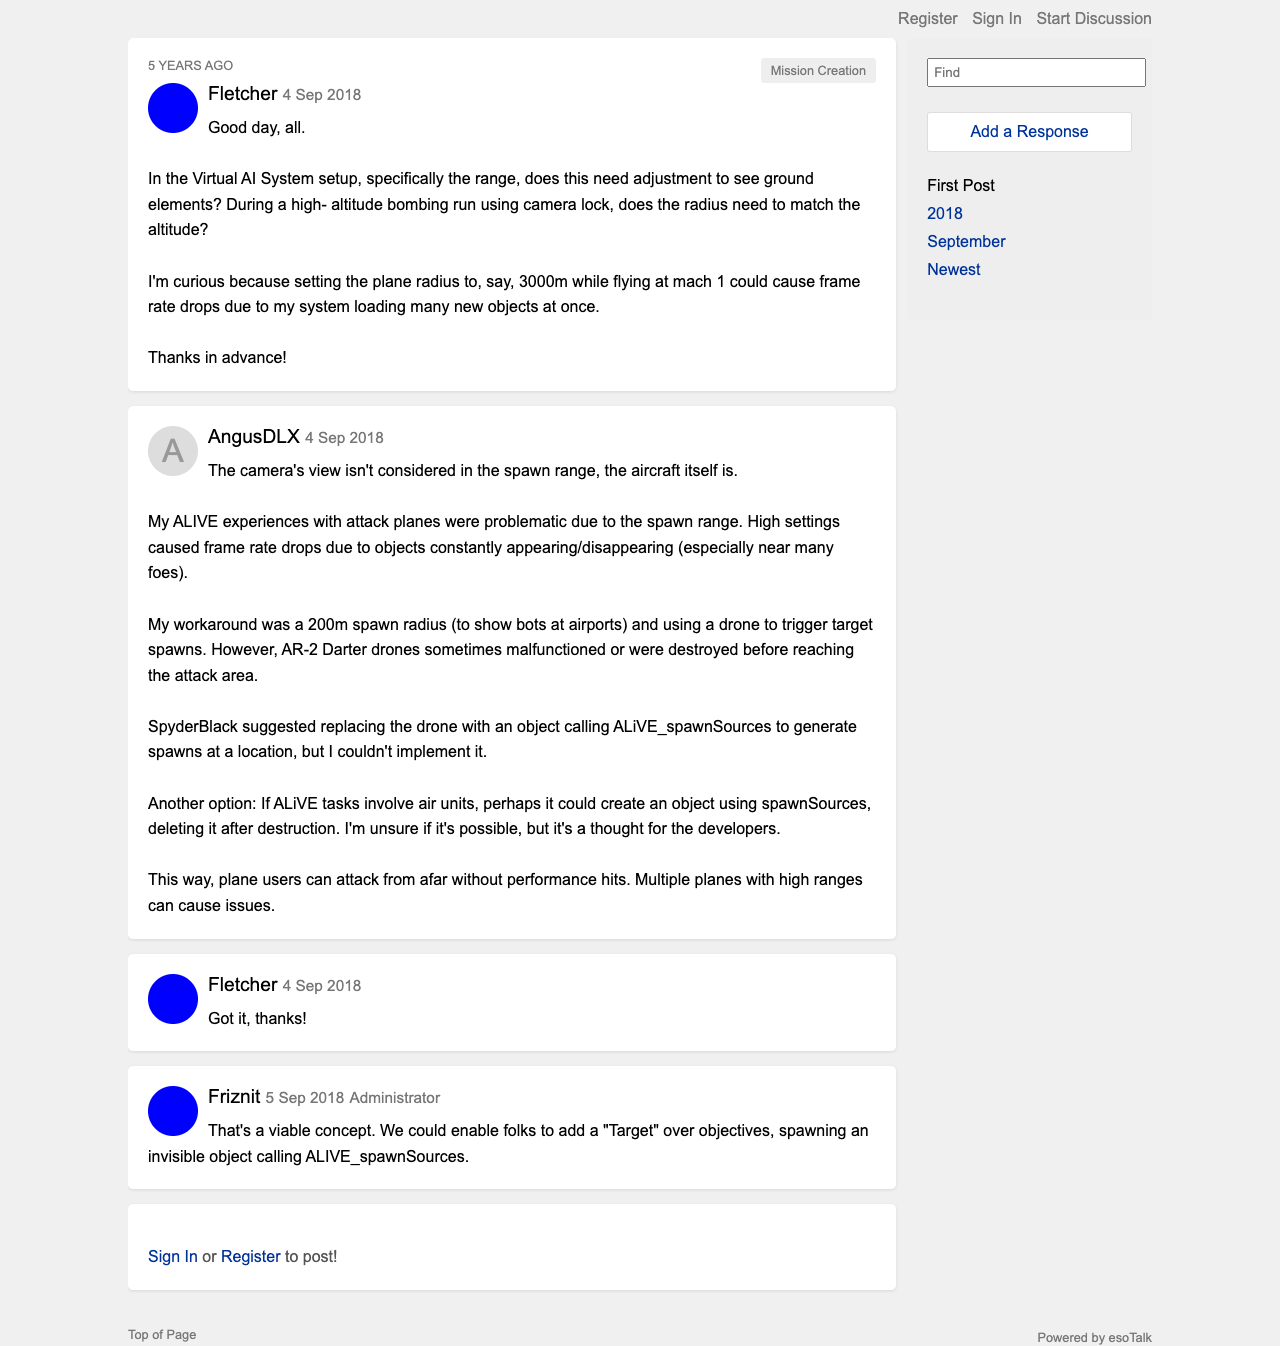 Register Sign In Start Discussion
5 YEARS AGO
Mission Creation
Fletcher 4 Sep 2018
Good day, all.
In the Virtual AI System setup, specifically the range, does this need adjustment to see ground
elements? During a high- altitude bombing run using camera lock, does the radius need to match the
altitude?
I'm curious because setting the plane radius to, say, 3000m while flying at mach 1 could cause frame
rate drops due to my system loading many new objects at once.
Thanks in advance!
Find
Add a Response
First Post
2018
September
Newest
A
AngusDLX 4 Sep 2018
The camera's view isn't considered in the spawn range, the aircraft itself is.
My ALIVE experiences with attack planes were problematic due to the spawn range. High settings
caused frame rate drops due to objects constantly appearing/disappearing (especially near many
foes).
My workaround was a 200m spawn radius (to show bots at airports) and using a drone to trigger target
spawns. However, AR-2 Darter drones sometimes malfunctioned or were destroyed before reaching
the attack area.
SpyderBlack suggested replacing the drone with an object calling ALiVE_spawnSources to generate
spawns at a location, but I couldn't implement it.
Another option: If ALiVE tasks involve air units, perhaps it could create an object using spawnSources,
deleting it after destruction. I'm unsure if it's possible, but it's a thought for the developers.
This way, plane users can attack from afar without performance hits. Multiple planes with high ranges
can cause issues.
Fletcher 4 Sep 2018
Got it, thanks!
Friznit 5 Sep 2018 Administrator
That's a viable concept. We could enable folks to add a "Target" over objectives, spawning an
invisible object calling ALIVE_spawnSources.
Sign In or Register to post!
Top of Page
Powered by esoTalk